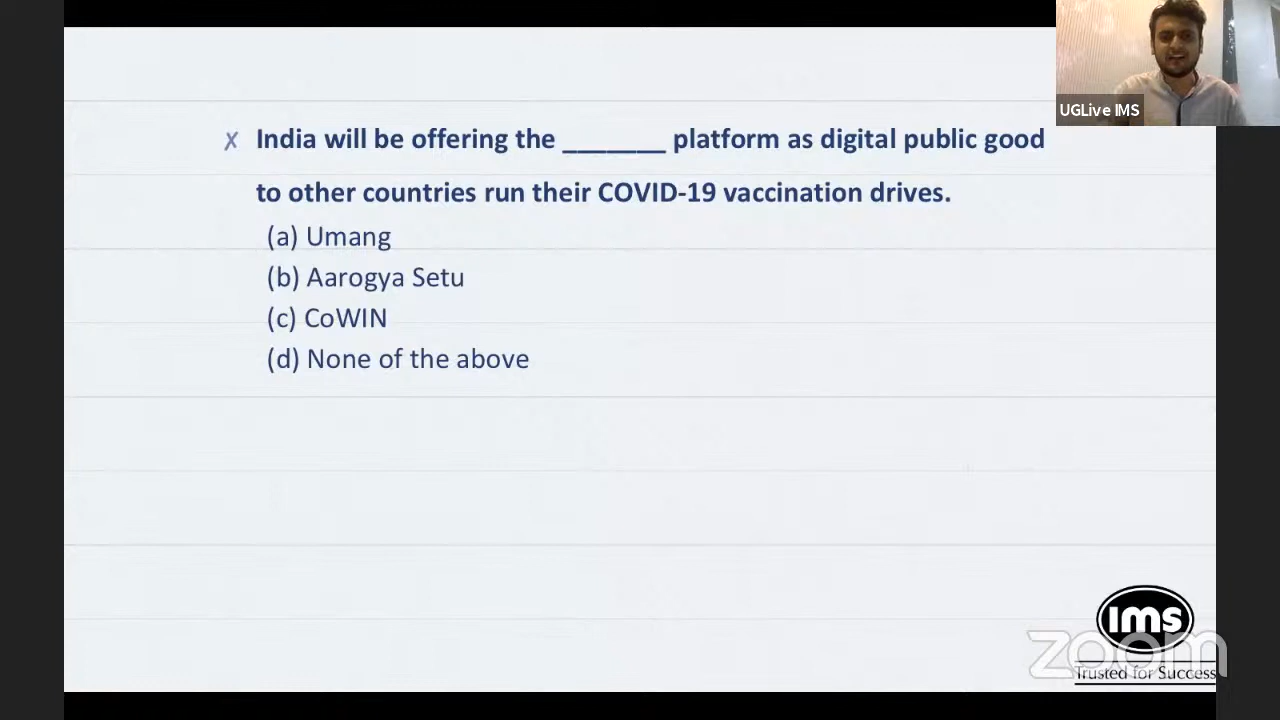 UGLive IMS
x India will be offering the _______ platform as digital public good
to other countries run their COVID-19 vaccination drives.
(a) Umang
(b) Aarogya Setu
(c) CoWIN
(d) None of the above
ims
zoom
Trusted for Success